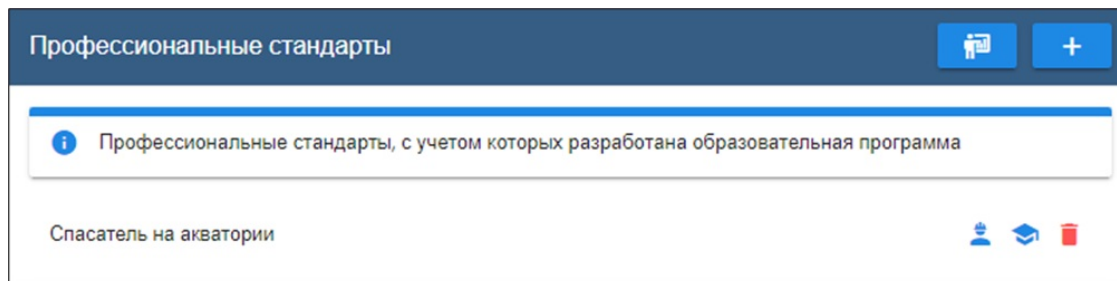 Профессиональные стандарты
Профессиональные стандарты, с учетом которых разработана образовательная программа
Спасатель на акватории